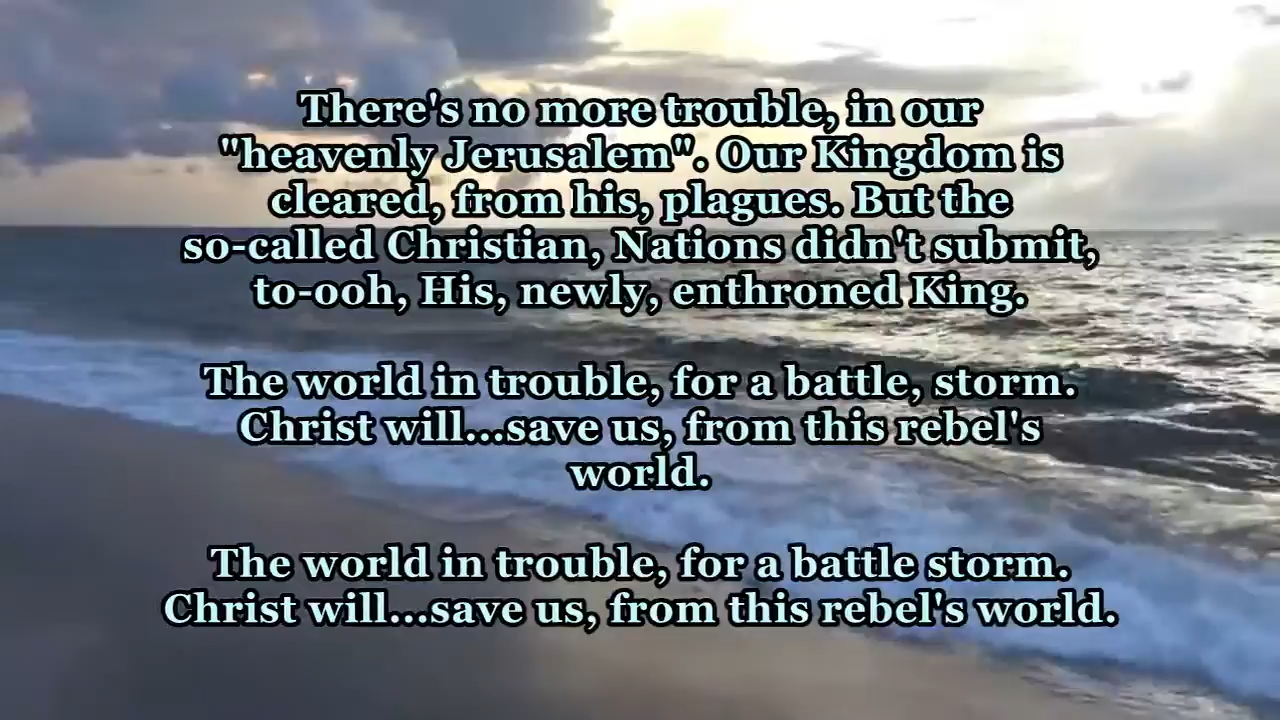 There's no more trouble, in our
"heavenly Jerusalem". Our Kingdom is
cleared, from his, plagues. But the
so-called Christian, Nations didn't submit,
to-ooh, His, newly, enthroned King.
The world in trouble, for a battle, storm.
Christ will...save us, from this rebel's
world.
The world in trouble, for a battle storm.
Christ will...save us, from this rebel's world.